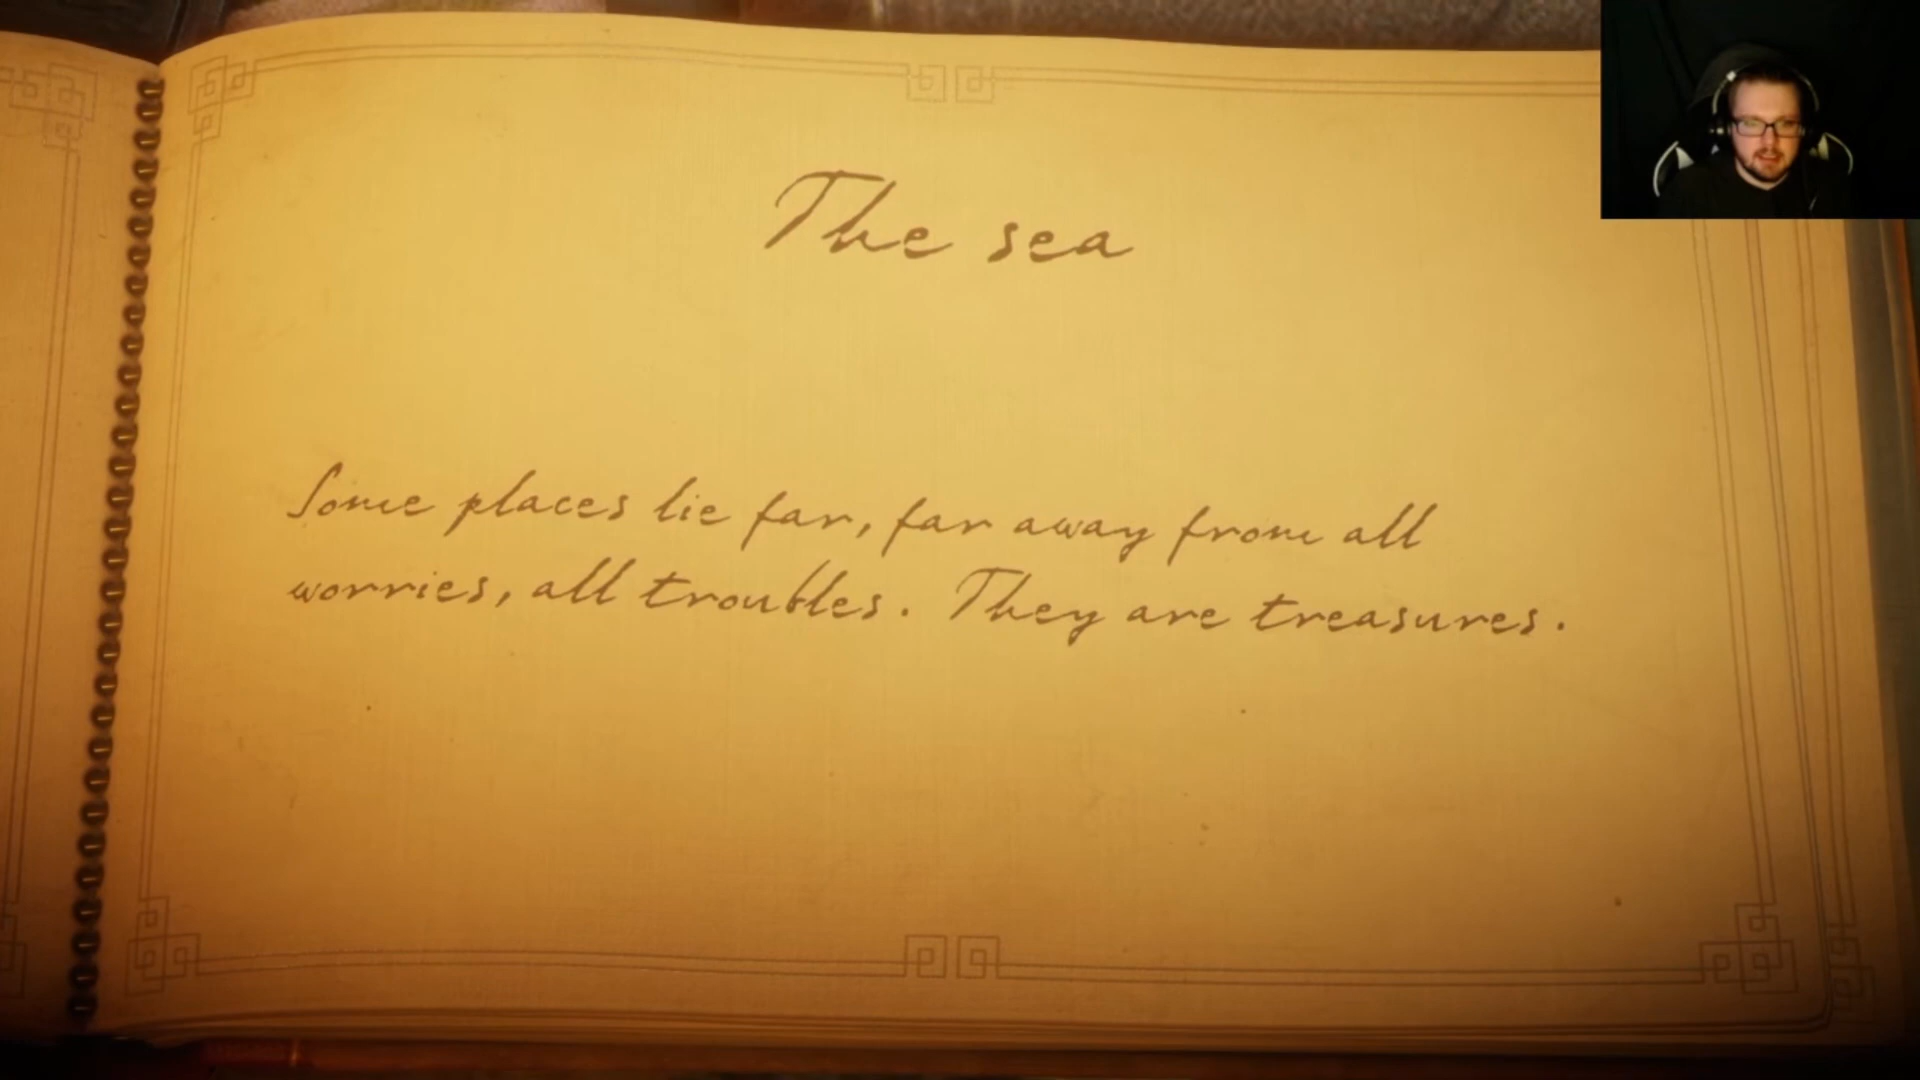 The sea
Some places lie far, far away from all
worries, all troubles. They are treasures.